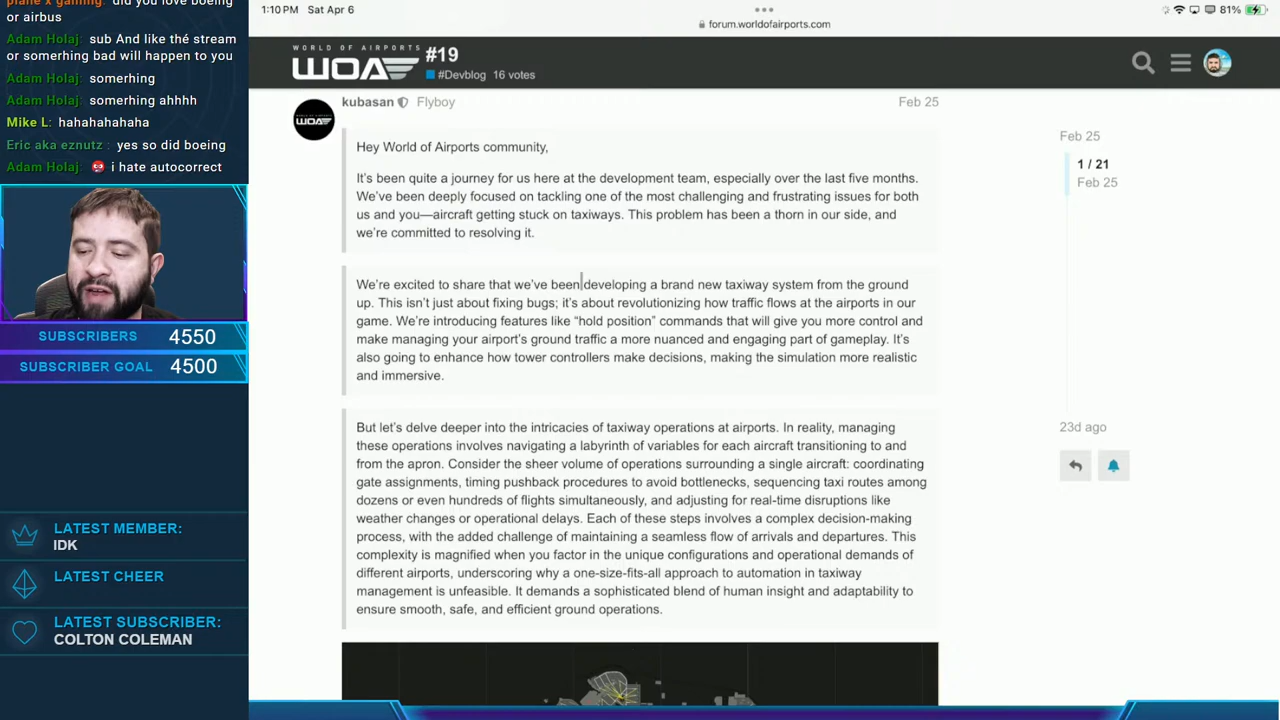 plane x gaming: did you love boeing
or airbus
Adam Holaj: sub And like thé stream
or somerhing bad will happen to you
Adam Holaj: someriing
Adam Holaj: somerhing ahhhh
Mike L: hahahahahaha
Eric aka eznutz : yes so did boeing
Adam Holaj: i hate autocorrect
SUBSCRIBERS 4550
SUBSCRIBER GOAL 4500
LATEST MEMBER:
IDK
LATEST CHEER
LATEST SUBSCRIBER:
COLTON COLEMAN
1:10 PM Sat Apr 6
81%
forum.worldofairports.com
WORLD OF AIRPORTS
WOA
#19
#Devblog 16 votes
kubasan Flyboy
Feb 25
WORLD OF AIRPORTS
WOA
Hey World of Airports community,
It's been quite a journey for us here at the development team, especially over the last five months.
We've been deeply focused on tackling one of the most challenging and frustrating issues for both
us and you—aircraft getting stuck on taxiways. This problem has been a thorn in our side, and
we're committed to resolving it.
We're excited to share that we've been developing a brand new taxiway system from the ground
up. This isn't just about fixing bugs; it's about revolutionizing how traffic flows at the airports in our
game. We're introducing features like “hold position” commands that will give you more control and
make managing your airport's ground traffic a more nuanced and engaging part of gameplay. It's
also going to enhance how tower controllers make decisions, making the simulation more realistic
and immersive.
But let's delve deeper into the intricacies of taxiway operations at airports. In reality, managing
these operations involves navigating a labyrinth of variables for each aircraft transitioning to and
from the apron. Consider the sheer volume of operations surrounding a single aircraft: coordinating
gate assignments, timing pushback procedures to avoid bottlenecks, sequencing taxi routes among
dozens or even hundreds of flights simultaneously, and adjusting for real-time disruptions like
weather changes or operational delays. Each of these steps involves a complex decision-making
process, with the added challenge of maintaining a seamless flow of arrivals and departures. This
complexity is magnified when you factor in the unique configurations and operational demands of
different airports, underscoring why a one-size-fits-all approach to automation in taxiway
management is unfeasible. It demands a sophisticated blend of human insight and adaptability to
ensure smooth, safe, and efficient ground operations.
Feb 25
1 / 21
Feb 25
23d ago